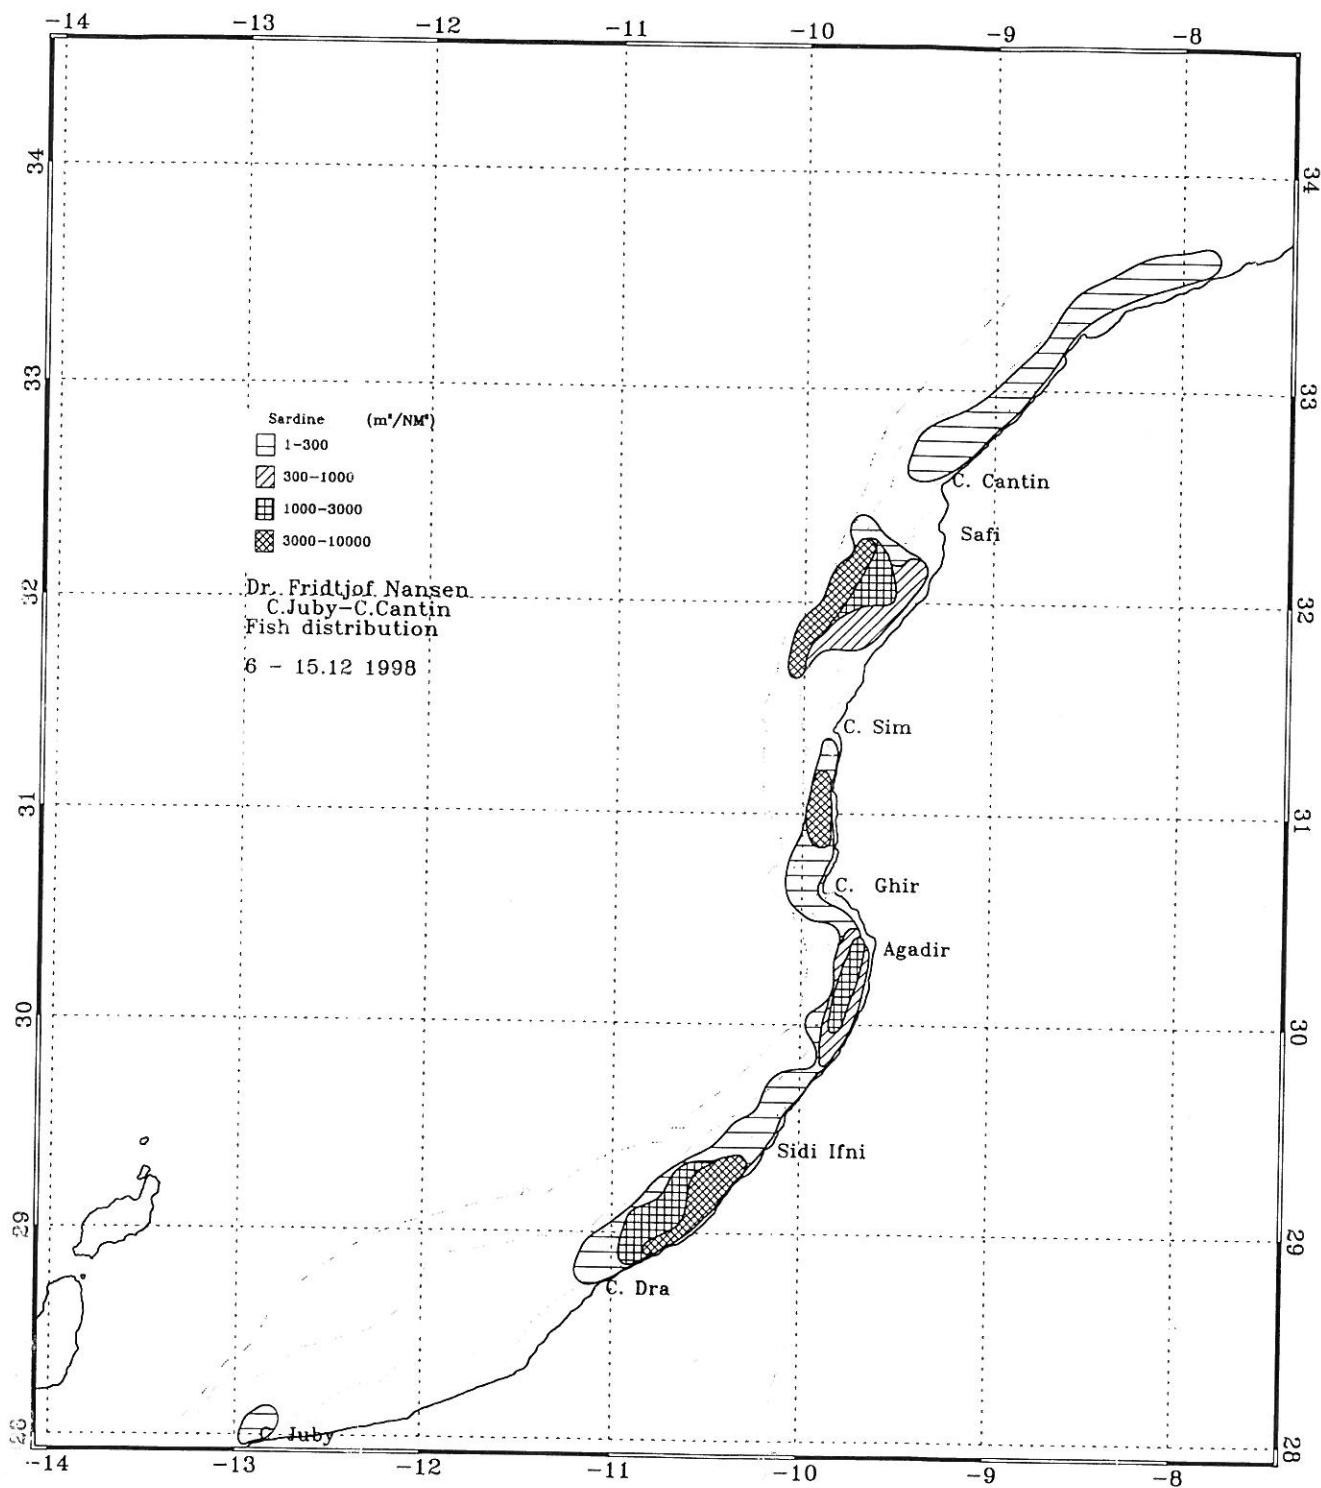 -14 -13 -12 -11 -10 -9 -8
34 34
33 33
Sardine (m²/NM²)
1-300
300-1000
1000-3000
3000-10000
C. Cantin
Safi
Dr. Fridtjof Nansen
C.Juby-C.Cantin
Fish distribution
6 - 15.12 1998
32 32
C. Sim
31 31
C. Ghir
Agadir
30 30
Sidi Ifni
29 29
C. Dra
C. Juby
28 28
-14 -13 -12 -11 -10 -9 -8